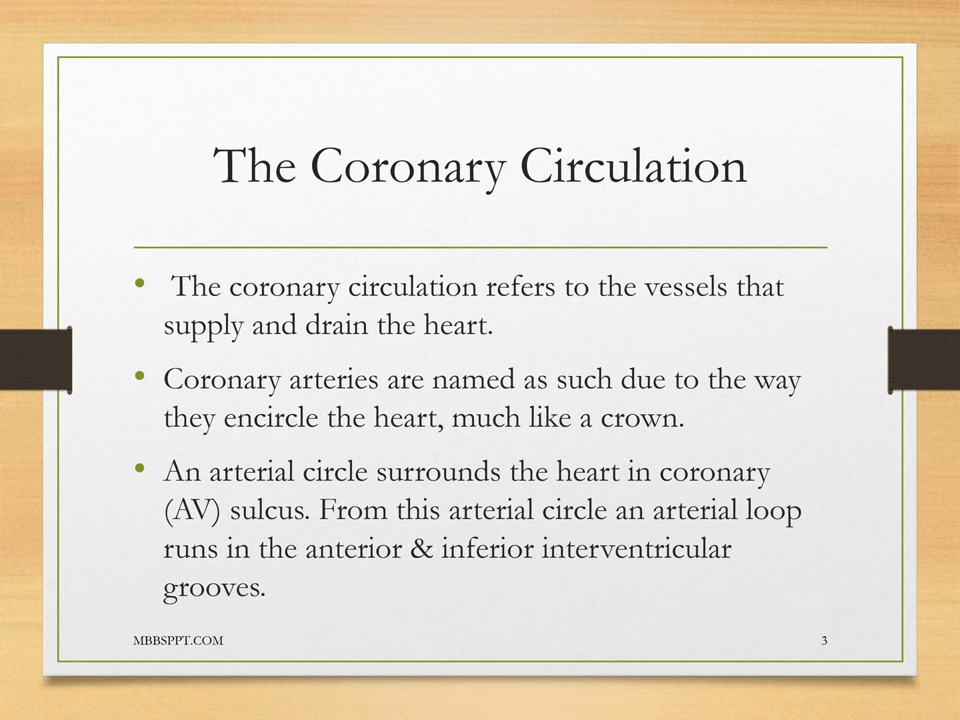 The Coronary Circulation
• The coronary circulation refers to the vessels that
supply and drain the heart.
• Coronary arteries are named as such due to the way
they encircle the heart, much like a crown.
• An arterial circle surrounds the heart in coronary
(AV) sulcus. From this arterial circle an arterial loop
runs in the anterior & inferior interventricular
grooves.
MBBSPPT.COM 3